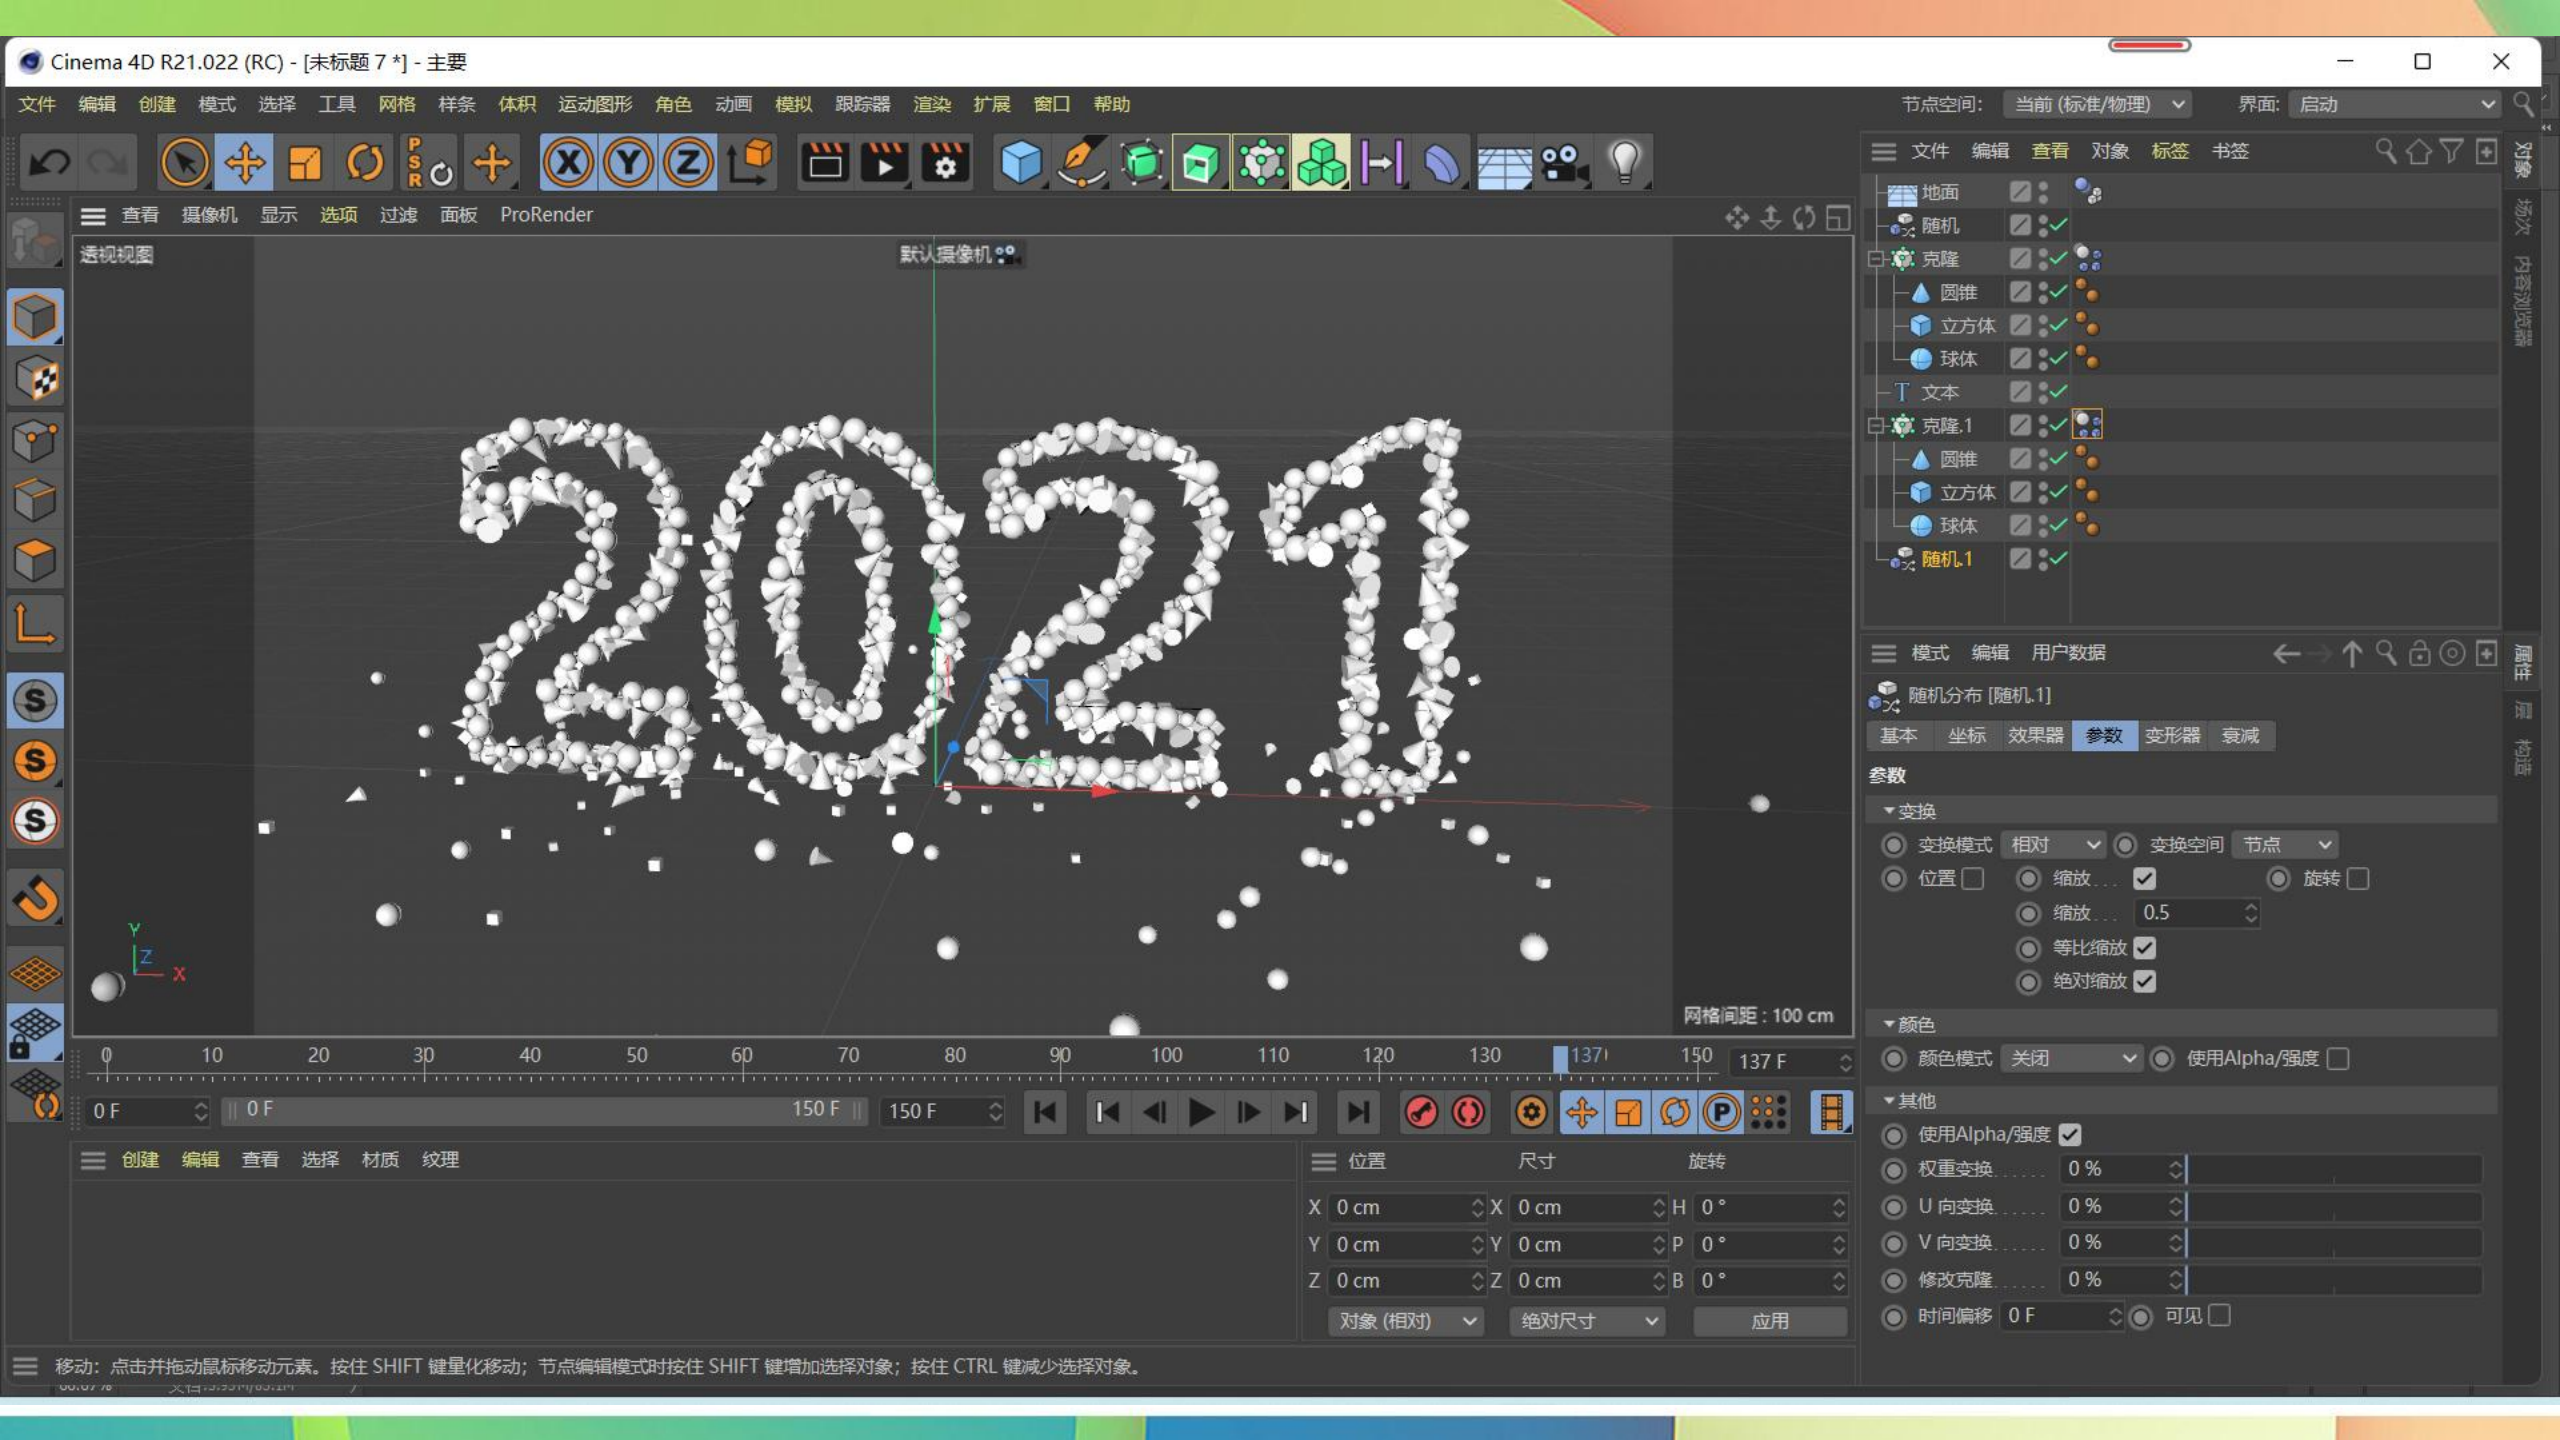 Cinema 4D R21.022 (RC) - [未标题 7 *] - 主要
文件 编辑 创建 模式 选择 工具 网格 样条 体积 运动图形 角色 动画 模拟 跟踪器 渲染 扩展 窗口 帮助
节点空间: 当前 (标准/物理) 界面: 启动
PSR
X Y Z
查看 摄像机 显示 选项 过滤 面板 ProRender
透视视图
默认摄像机
2021
Y
Z
X
网格间距 : 100 cm
0 10 20 30 40 50 60 70 80 90 100 110 120 130 137 150 137 F
0 F 0 F 150 F 150 F
P
S
S
S
创建 编辑 查看 选择 材质 纹理
位置 尺寸 旋转
X 0 cm X 0 cm H 0 °
Y 0 cm Y 0 cm P 0 °
Z 0 cm Z 0 cm B 0 °
对象 (相对) 绝对尺寸 应用
移动: 点击并拖动鼠标移动元素。按住 SHIFT 键量化移动; 节点编辑模式时按住 SHIFT 键增加选择对象; 按住 CTRL 键减少选择对象。
文件 编辑 查看 对象 标签 书签
地面
随机
克隆
圆锥
立方体
球体
文本
克隆.1
圆锥
立方体
球体
随机.1
对象
场次
内容浏览器
模式 编辑 用户数据
随机分布 [随机.1]
基本 坐标 效果器 参数 变形器 衰减
参数
变换
变换模式 相对 变换空间 节点
位置 缩放 . . . 旋转
缩放 . . . 0.5
等比缩放
绝对缩放
颜色
颜色模式 关闭 使用Alpha/强度
其他
使用Alpha/强度
权重变换 . . . . . . 0 %
U 向变换 . . . . . . 0 %
V 向变换 . . . . . . 0 %
修改克隆 . . . . . . 0 %
时间偏移 0 F 可见
属性
层
构造